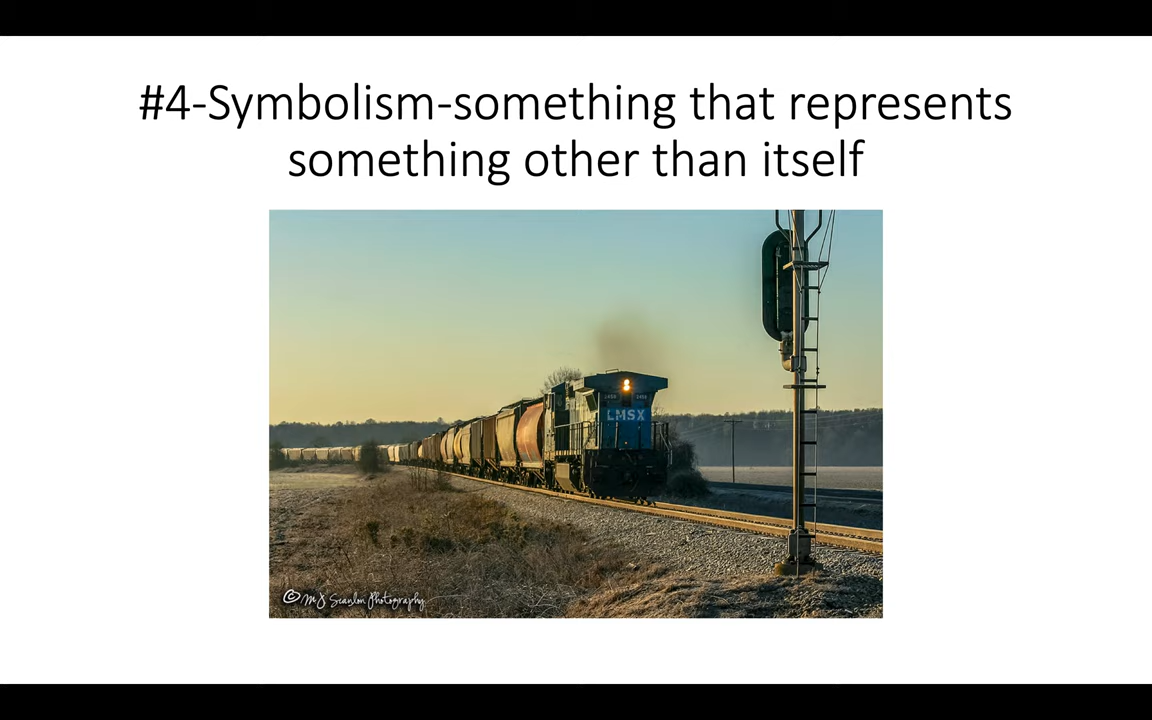 #4-Symbolism-something that represents
something other than itself
LMSX
© MJ Scanlon Photography